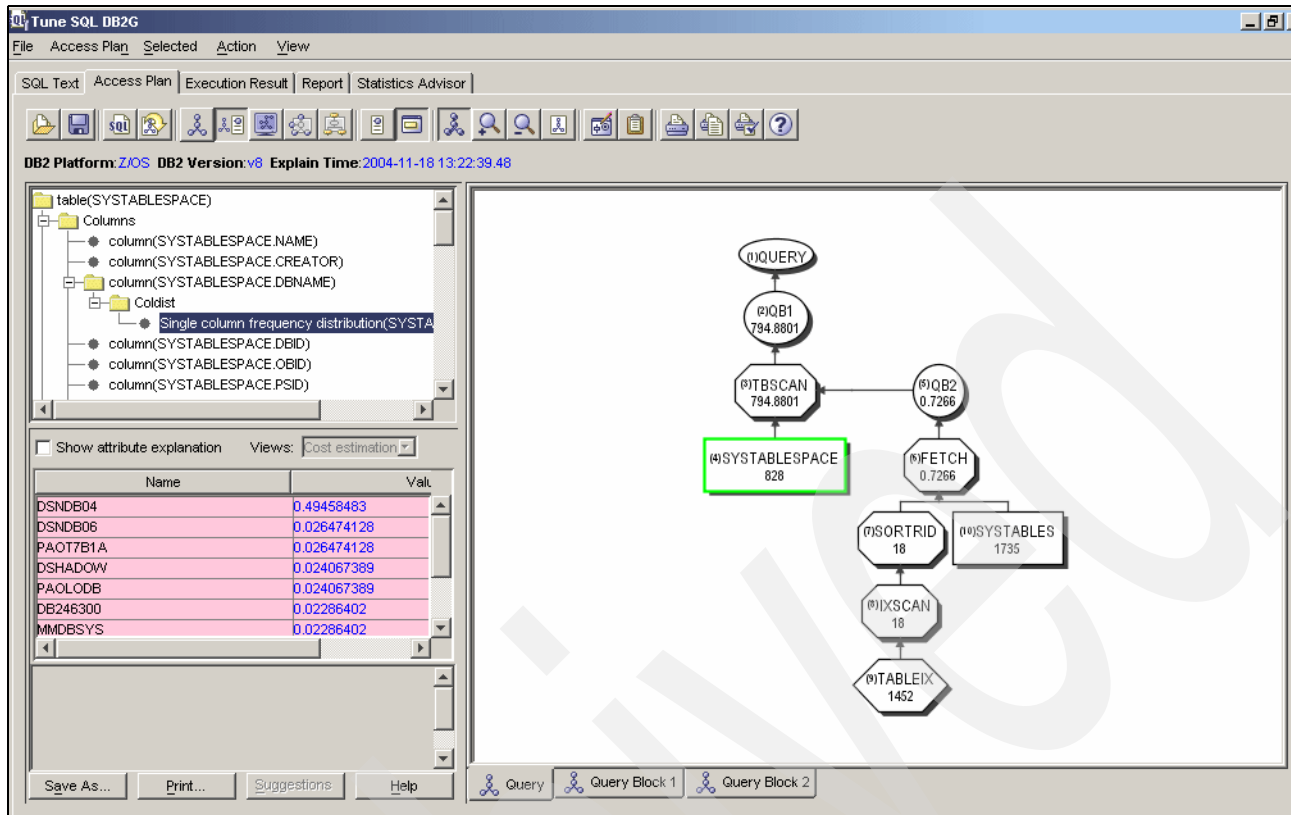 Tune SQL DB2G
File Access Plan Selected Action View
SQL Text Access Plan Execution Result Report Statistics Advisor
DB2 Platform:Z/OS DB2 Version:v8 Explain Time:2004-11-18 13:22:39.48
table(SYSTABLESPACE)
Columns
column(SYSTABLESPACE.NAME)
column(SYSTABLESPACE.CREATOR)
column(SYSTABLESPACE.DBNAME)
Coldist
Single column frequency distribution(SYSTA
column(SYSTABLESPACE.DBID)
column(SYSTABLESPACE.OBID)
column(SYSTABLESPACE.PSID)
Show attribute explanation Views: Cost estimation
Name Valu
DSNDB04 0.49458483
DSNDB06 0.026474128
PAOT7B1A 0.026474128
DSHADOW 0.024067389
PAOLODB 0.024067389
DB246300 0.02286402
MMDBSYS 0.02286402
Save As... Print... Suggestions Help
(1)QUERY
(2)QB1
794.8801
(3)TBSCAN
794.8801
(5)QB2
0.7266
(4)SYSTABLESPACE
828
(6)FETCH
0.7266
(7)SORTRID
18
(10)SYSTABLES
1735
(8)IXSCAN
18
(9)TABLEIX
1452
Query Query Block 1 Query Block 2